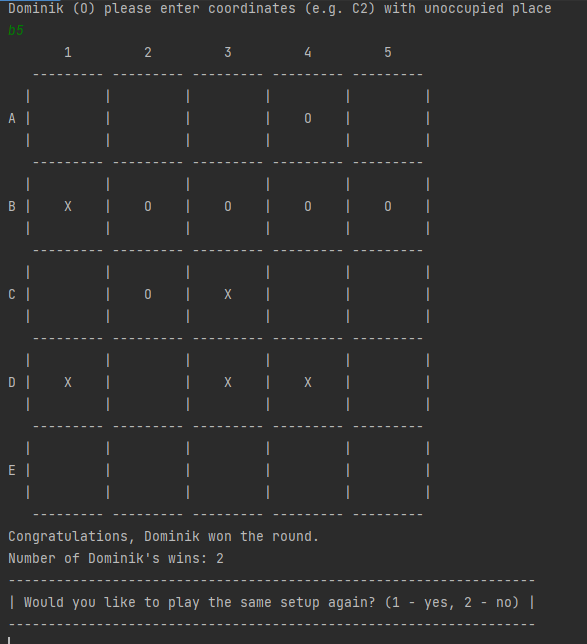 Dominik (O) please enter coordinates (e.g. C2) with unoccupied place
b5
       1         2         3         4         5
   --------- --------- --------- --------- ---------
  |         |         |         |         |         |
A |         |         |         |    O    |         |
  |         |         |         |         |         |
   --------- --------- --------- --------- ---------
  |         |         |         |         |         |
B |    X    |    O    |    O    |    O    |    O    |
  |         |         |         |         |         |
   --------- --------- --------- --------- ---------
  |         |         |         |         |         |
C |         |    O    |    X    |         |         |
  |         |         |         |         |         |
   --------- --------- --------- --------- ---------
  |         |         |         |         |         |
D |    X    |         |    X    |    X    |         |
  |         |         |         |         |         |
   --------- --------- --------- --------- ---------
  |         |         |         |         |         |
E |         |         |         |         |         |
  |         |         |         |         |         |
   --------- --------- --------- --------- ---------
Congratulations, Dominik won the round.
Number of Dominik's wins: 2
------------------------------------------------------------------
| Would you like to play the same setup again? (1 - yes, 2 - no) |
------------------------------------------------------------------